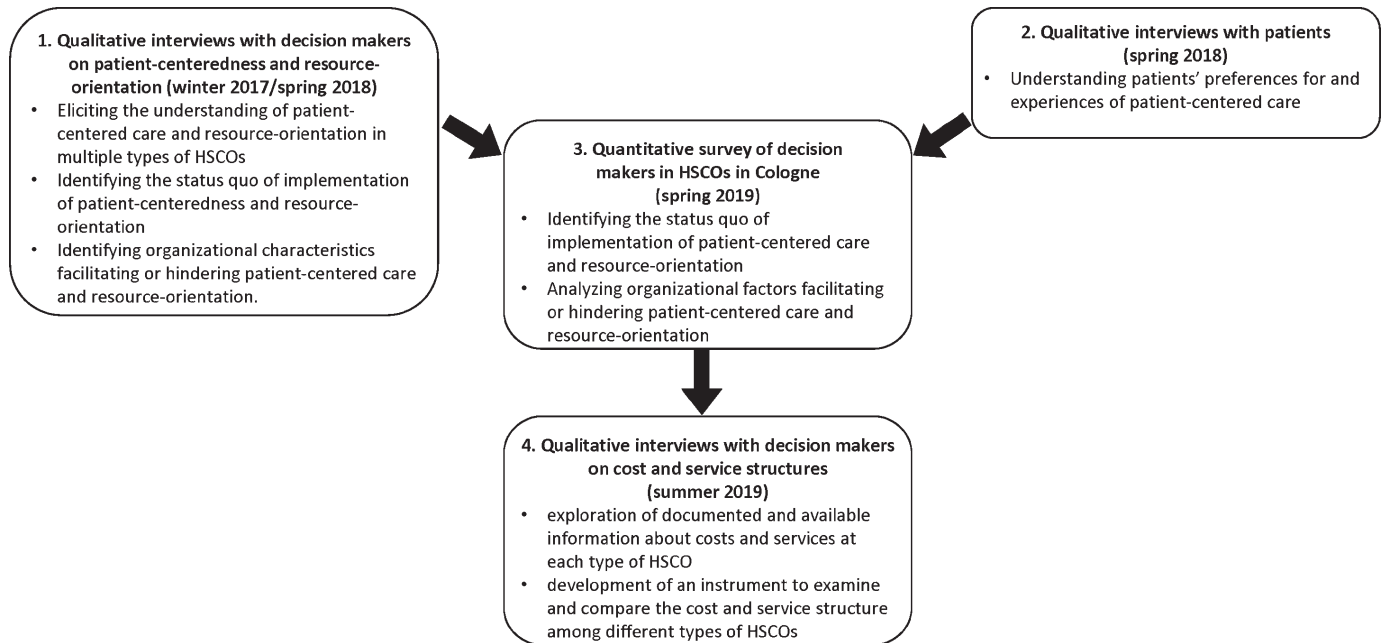 1. Qualitative interviews with decision makers
on patient-centeredness and resource-
orientation (winter 2017/spring 2018)
• Eliciting the understanding of patient-
centered care and resource-orientation in
multiple types of HSCOs
• Identifying the status quo of implementation
of patient-centeredness and resource-
orientation
• Identifying organizational characteristics
facilitating or hindering patient-centered care
and resource-orientation.
2. Qualitative interviews with patients
(spring 2018)
• Understanding patients' preferences for and
experiences of patient-centered care
3. Quantitative survey of decision
makers in HSCOs in Cologne
(spring 2019)
• Identifying the status quo of
implementation of patient-centered care
and resource-orientation
• Analyzing organizational factors facilitating
or hindering patient-centered care and
resource-orientation
4. Qualitative interviews with decision makers
on cost and service structures
(summer 2019)
• exploration of documented and available
information about costs and services at
each type of HSCO
• development of an instrument to examine
and compare the cost and service structure
among different types of HSCOs